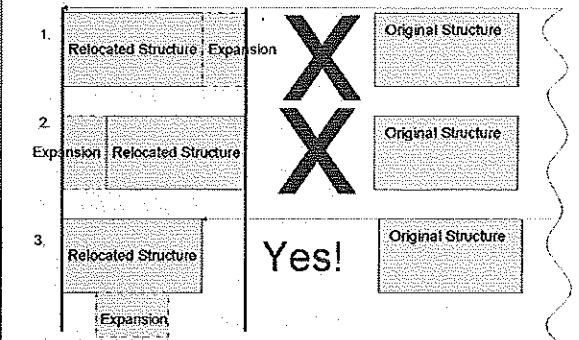 1.
Relocated Structure Expansion X Original Structure
2.
Expansion Relocated Structure X Original Structure
3.
Relocated Structure Yes! Original Structure
Expansion